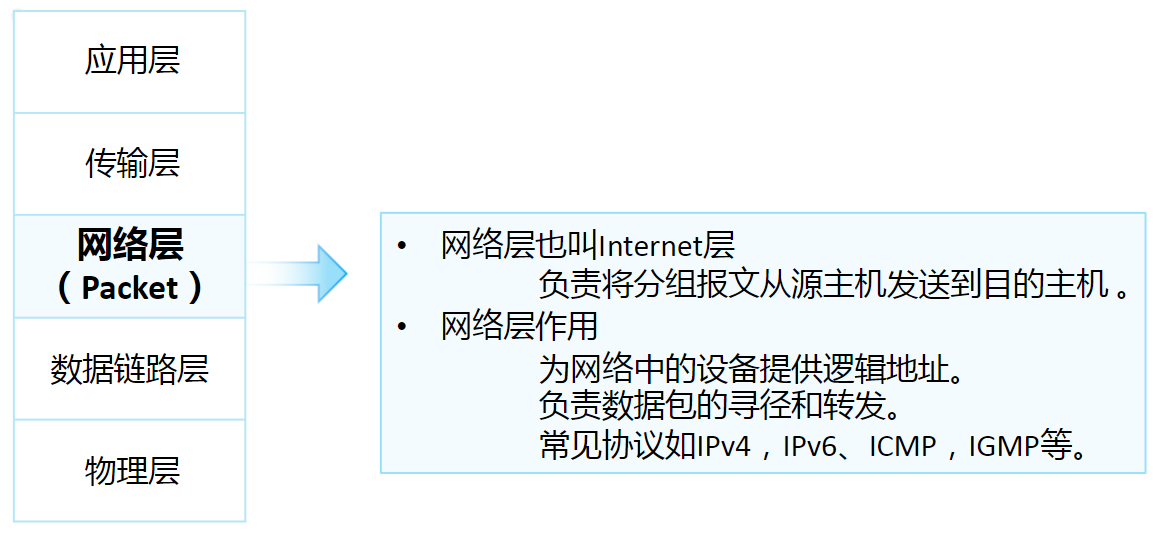 应用层
传输层
网络层
（Packet）
数据链路层
物理层
• 网络层也叫Internet层
负责将分组报文从源主机发送到目的主机 。
• 网络层作用
为网络中的设备提供逻辑地址。
负责数据包的寻径和转发。
常见协议如IPv4，IPv6、ICMP，IGMP等。